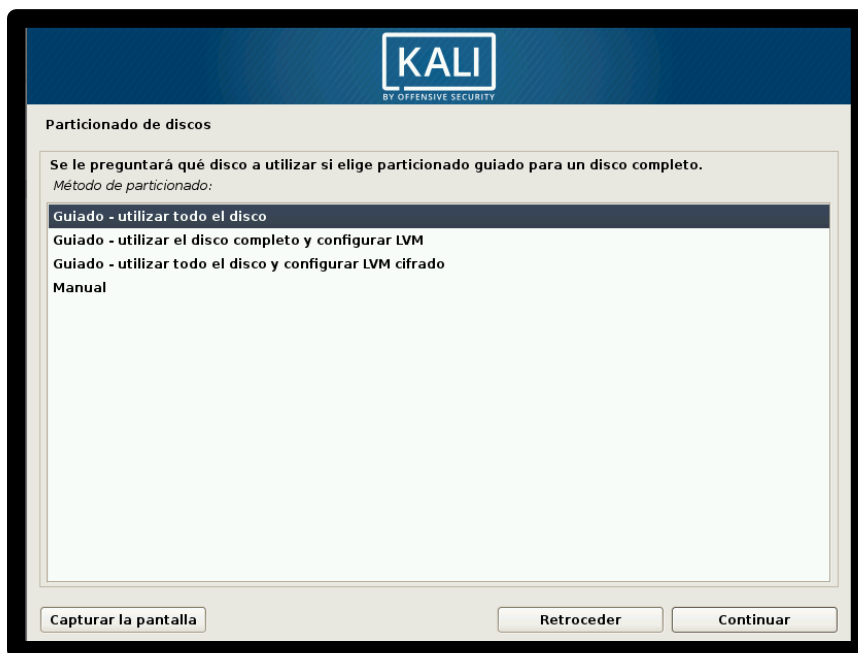 KALI
BY OFFENSIVE SECURITY
Particionado de discos
Se le preguntará qué disco a utilizar si elige particionado guiado para un disco completo.
Método de particionado:
Guiado - utilizar todo el disco
Guiado - utilizar el disco completo y configurar LVM
Guiado - utilizar todo el disco y configurar LVM cifrado
Manual
Capturar la pantalla
Retroceder
Continuar